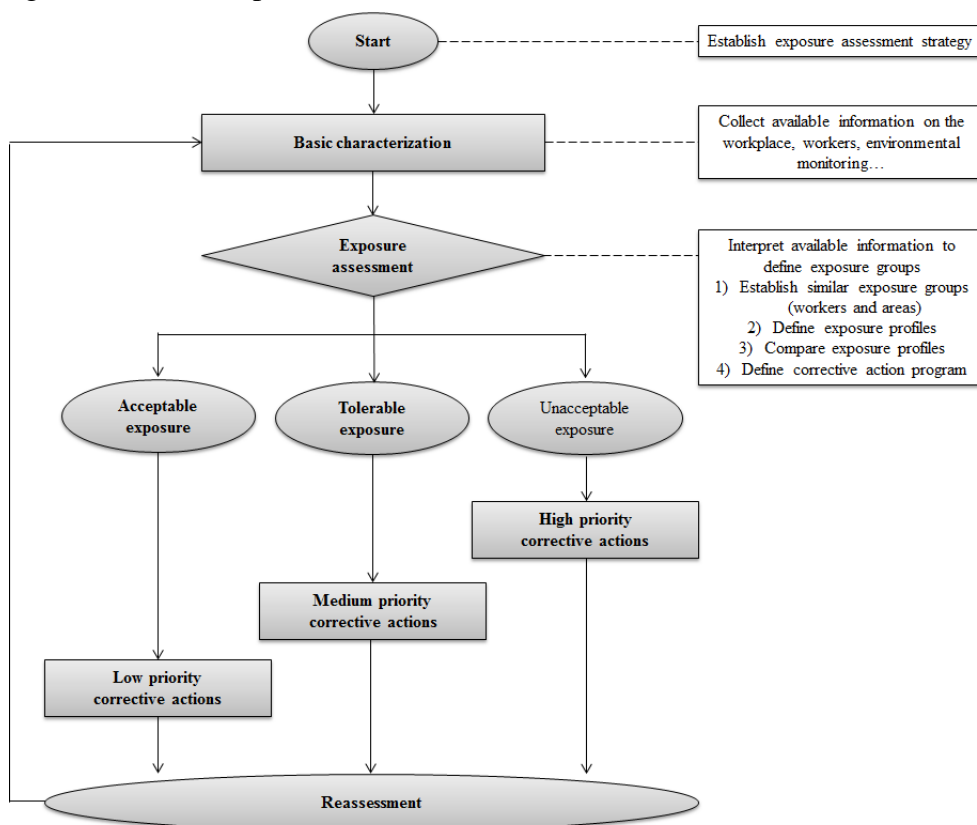 Start
Establish exposure assessment strategy
Basic characterization
Collect available information on the
workplace, workers, environmental
monitoring…
Exposure
assessment
Interpret available information to
define exposure groups
1) Establish similar exposure groups
(workers and areas)
2) Define exposure profiles
3) Compare exposure profiles
4) Define corrective action program
Acceptable
exposure
Tolerable
exposure
Unacceptable
exposure
High priority
corrective actions
Medium priority
corrective actions
Low priority
corrective actions
Reassessment